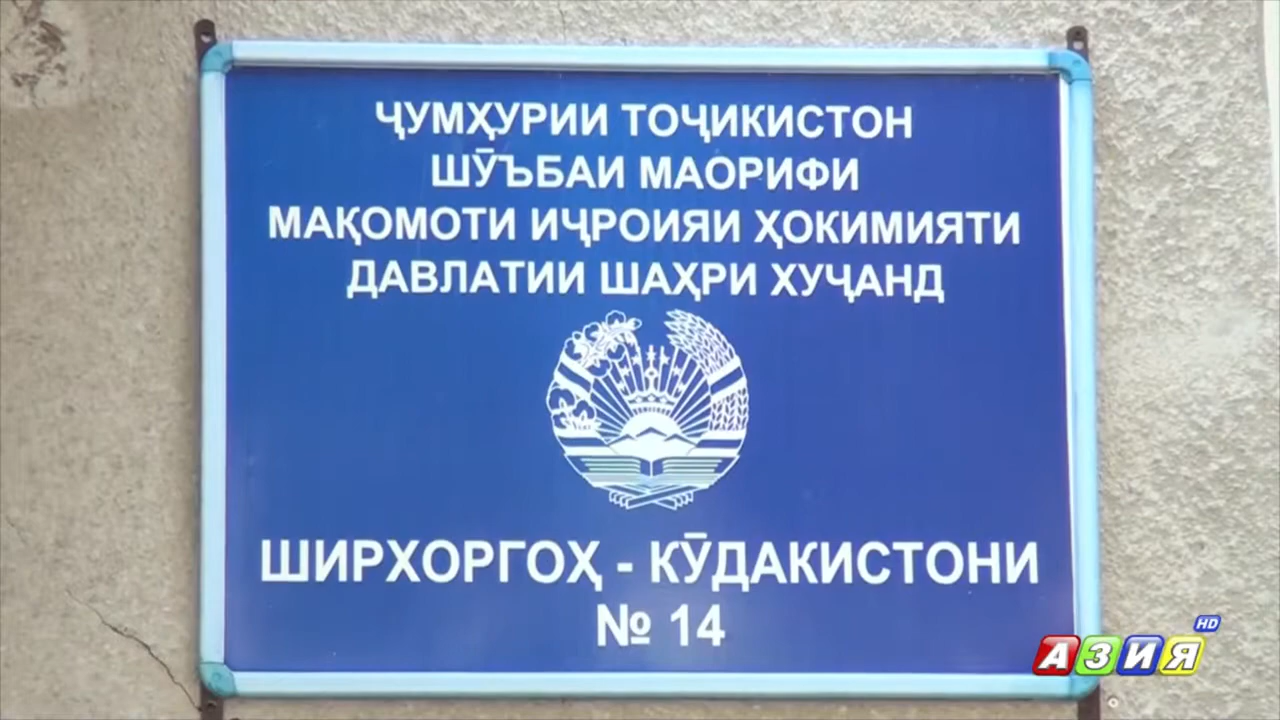 ҶУМҲУРИИ ТОҶИКИСТОН
ШӮЪБАИ МАОРИФИ
МАҚОМОТИ ИҶРОИЯИ ҲОКИМИЯТИ
ДАВЛАТИИ ШАҲРИ ХУҶАНД
ШИРХОРГОҲ - КӮДАКИСТОНИ
№ 14
АЗИЯ HD